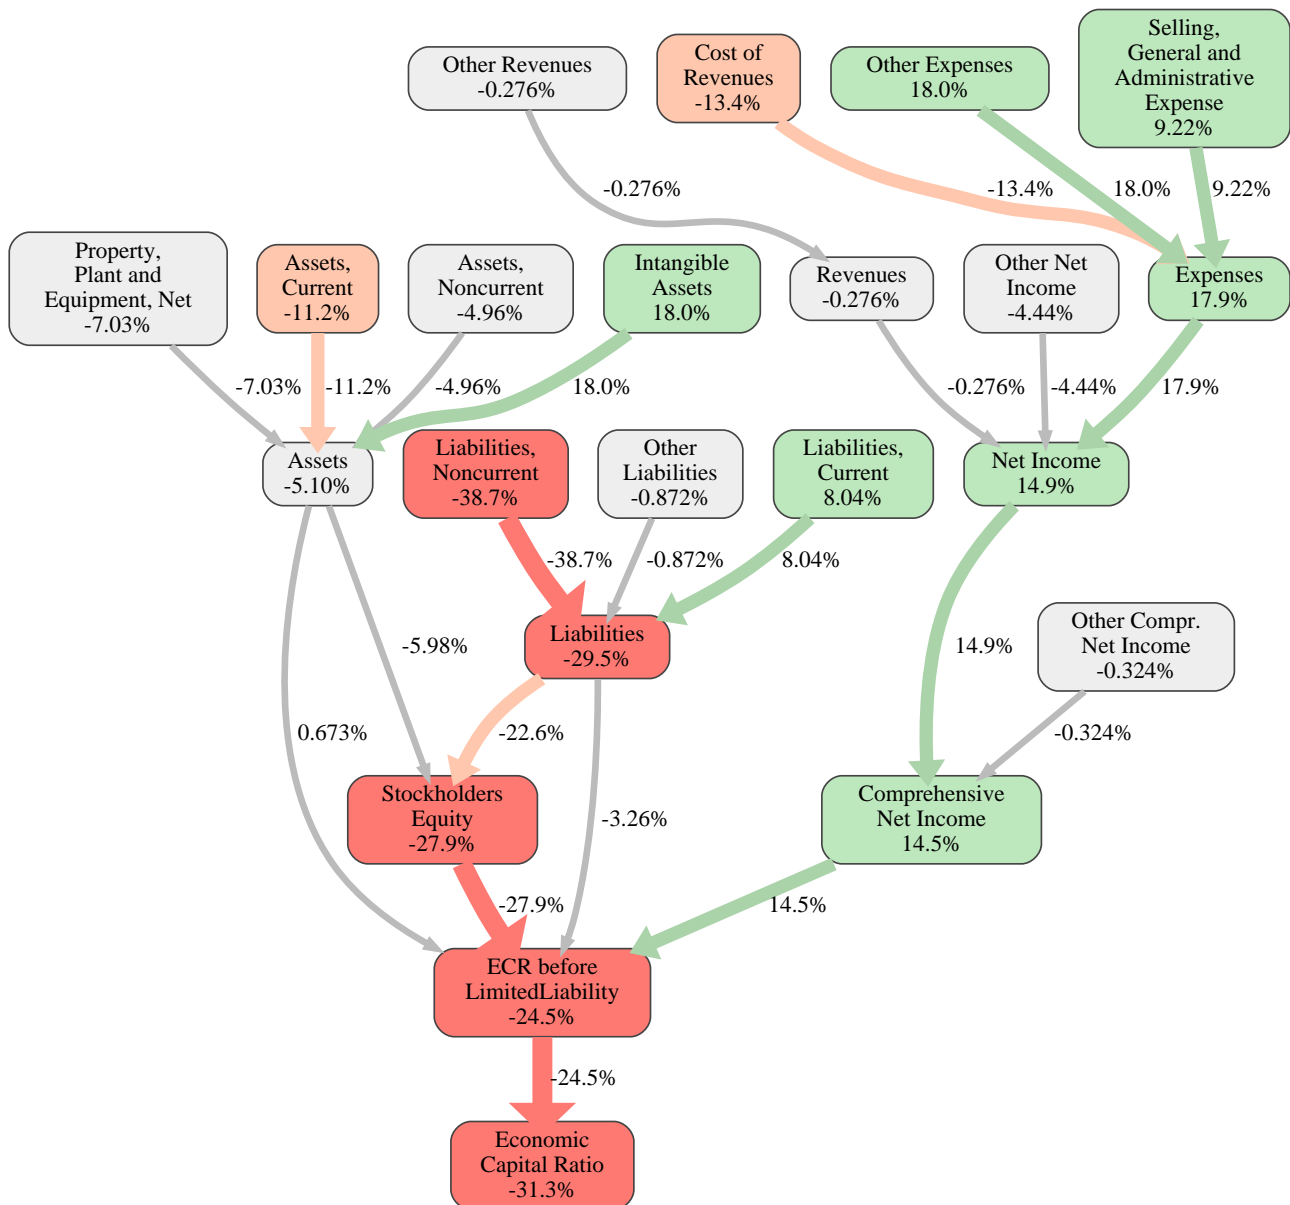 Other Revenues
-0.276%
Cost of
Revenues
-13.4%
Other Expenses
18.0%
Selling,
General and
Administrative
Expense
9.22%
-0.276%
-13.4%
18.0%
9.22%
Property,
Plant and
Equipment, Net
-7.03%
Assets,
Current
-11.2%
Assets,
Noncurrent
-4.96%
Intangible
Assets
18.0%
Revenues
-0.276%
Other Net
Income
-4.44%
Expenses
17.9%
-7.03%
-11.2%
-4.96%
18.0%
-0.276%
-4.44%
17.9%
Assets
-5.10%
Liabilities,
Noncurrent
-38.7%
Other
Liabilities
-0.872%
Liabilities,
Current
8.04%
Net Income
14.9%
-38.7%
-0.872%
8.04%
Liabilities
-29.5%
-5.98%
14.9%
Other Compr.
Net Income
-0.324%
0.673%
-22.6%
-0.324%
Stockholders
Equity
-27.9%
-3.26%
Comprehensive
Net Income
14.5%
-27.9%
14.5%
ECR before
LimitedLiability
-24.5%
-24.5%
Economic
Capital Ratio
-31.3%